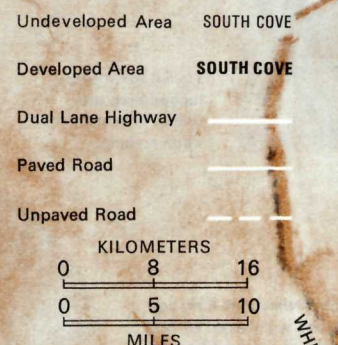 Undeveloped Area SOUTH COVE
Developed Area SOUTH COVE
Dual Lane Highway
Paved Road
Unpaved Road
KILOMETERS
0 8 16
0 5 10
MILES
WHI